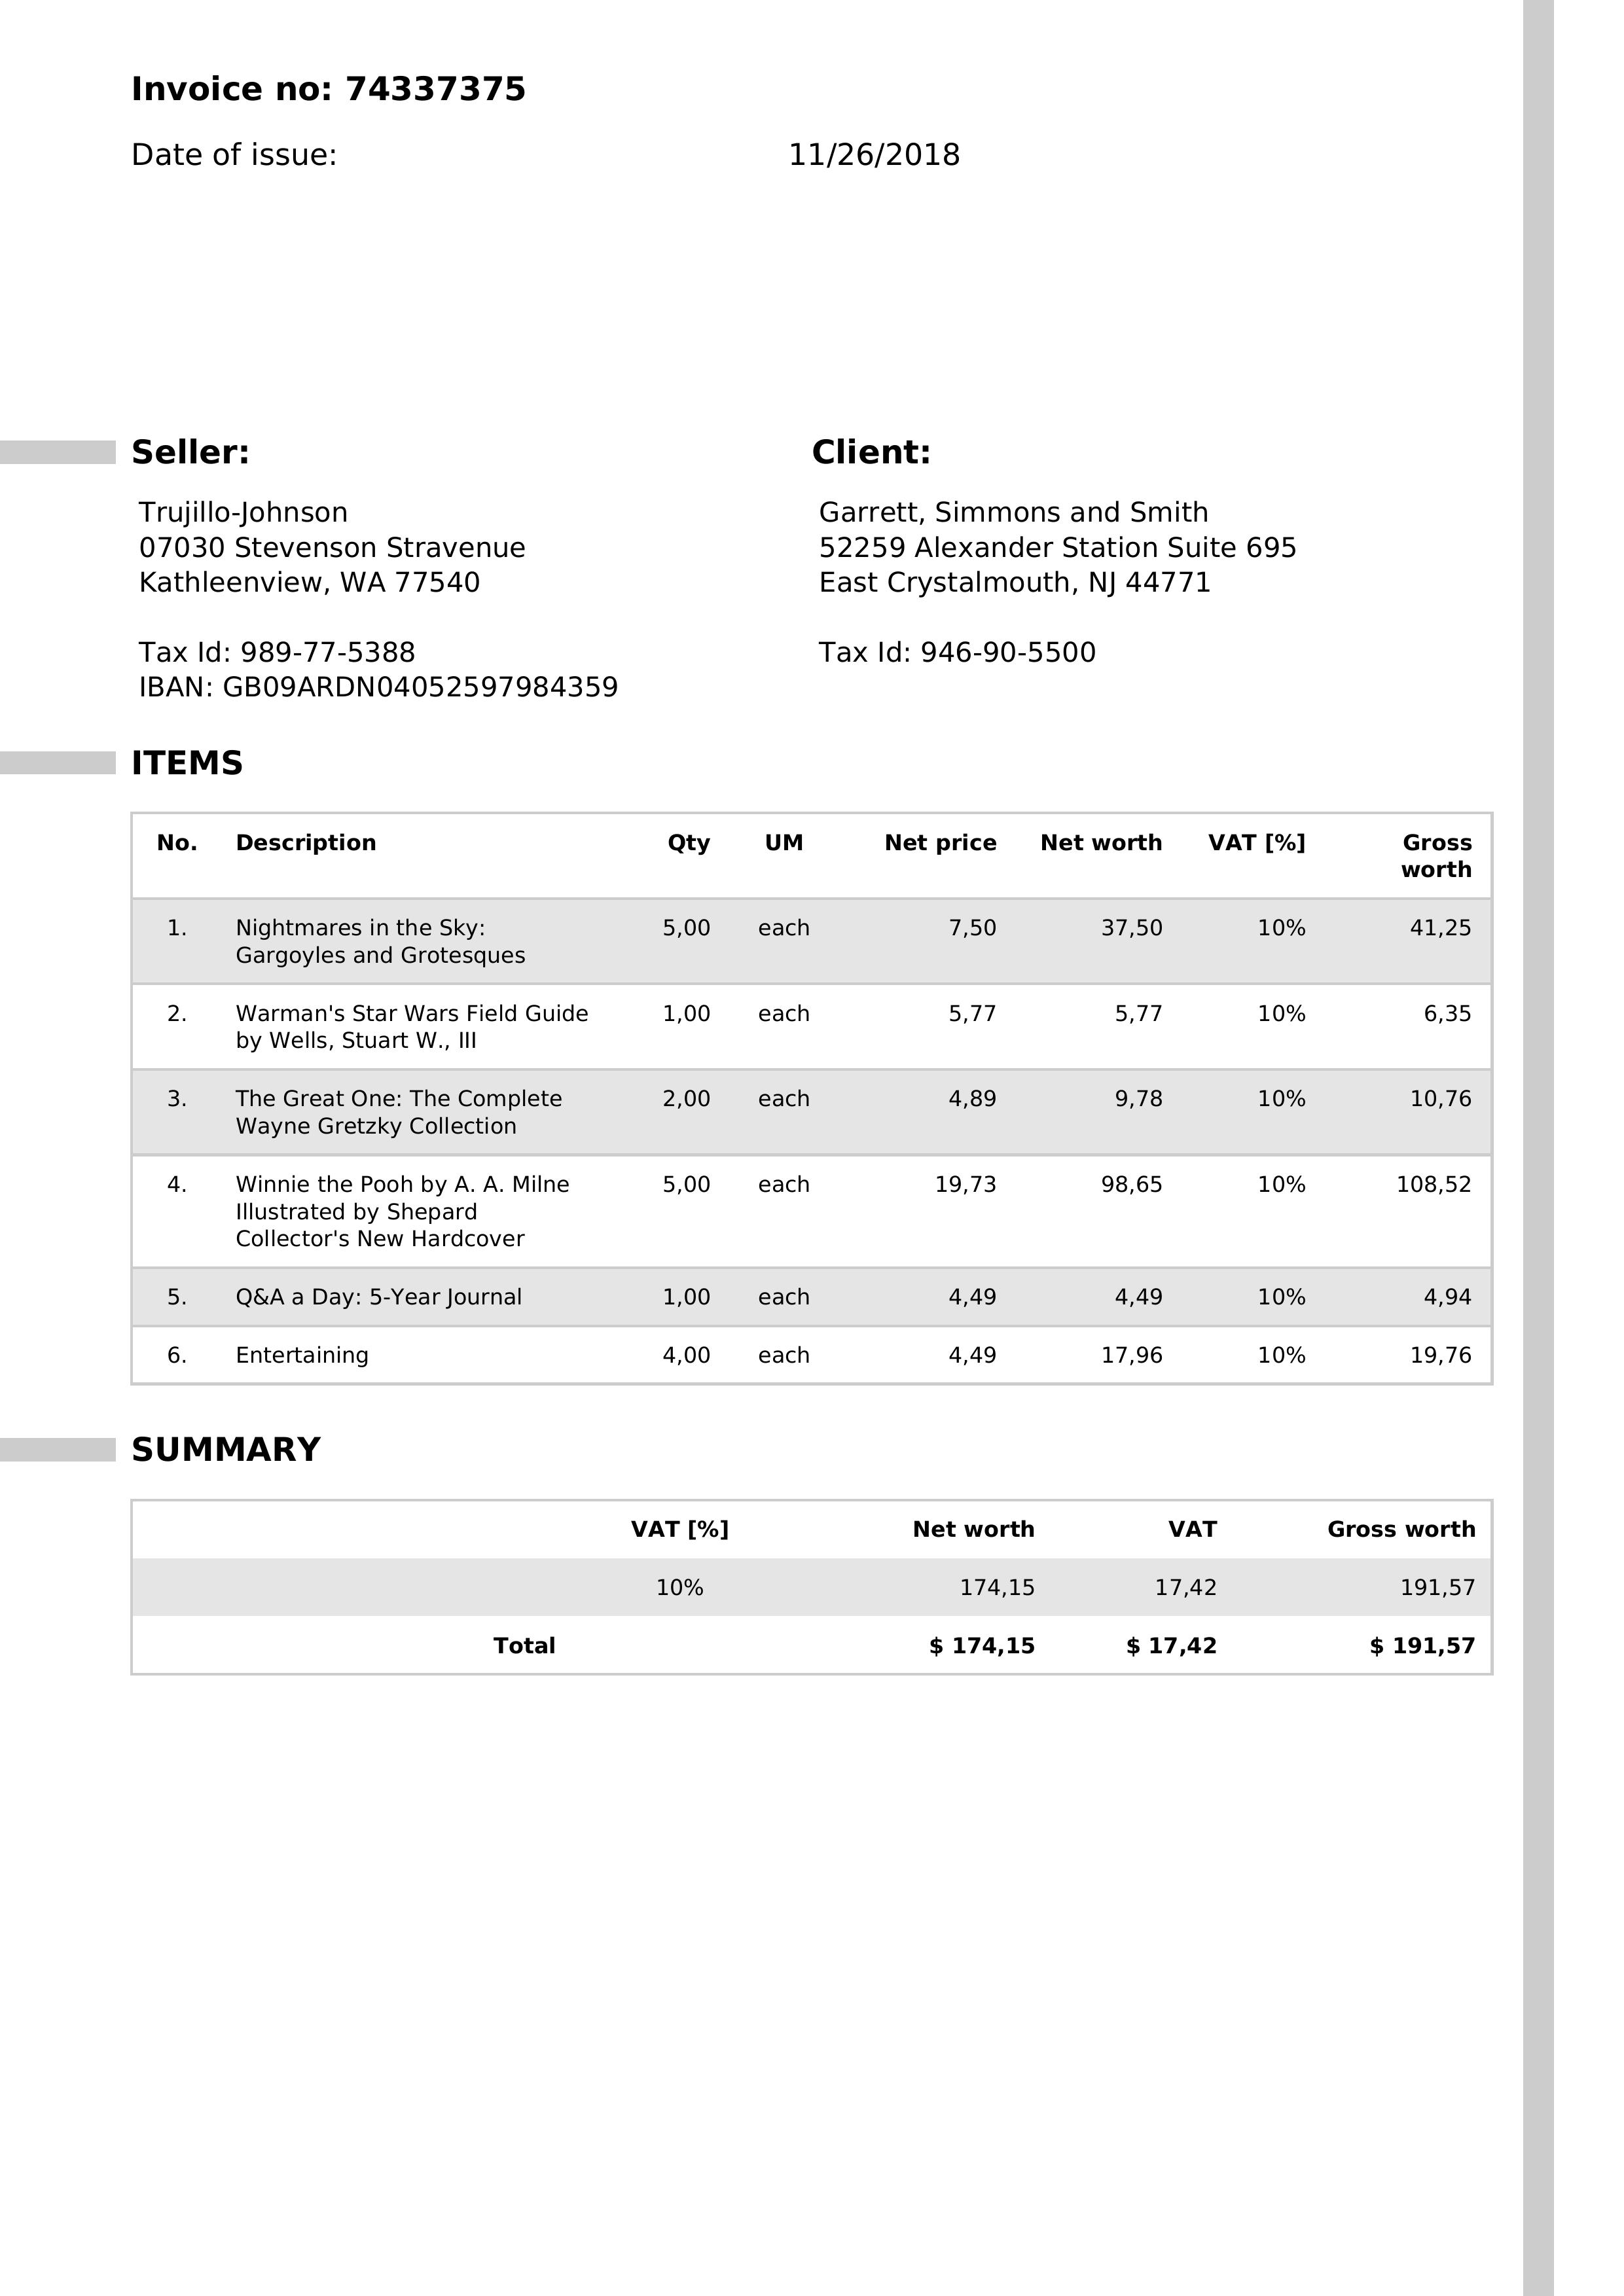 Invoice no: 74337375
Date of issue: 11/26/2018
Seller:
Trujillo-Johnson
07030 Stevenson Stravenue
Kathleenview, WA 77540
Tax Id: 989-77-5388
IBAN: GB09ARDN04052597984359
Client:
Garrett, Simmons and Smith
52259 Alexander Station Suite 695
East Crystalmouth, NJ 44771
Tax Id: 946-90-5500
ITEMS
No. Description Qty UM Net price Net worth VAT [%] Gross
worth
1. Nightmares in the Sky: 5,00 each 7,50 37,50 10% 41,25
Gargoyles and Grotesques
2. Warman's Star Wars Field Guide 1,00 each 5,77 5,77 10% 6,35
by Wells, Stuart W., III
3. The Great One: The Complete 2,00 each 4,89 9,78 10% 10,76
Wayne Gretzky Collection
4. Winnie the Pooh by A. A. Milne 5,00 each 19,73 98,65 10% 108,52
Illustrated by Shepard
Collector's New Hardcover
5. Q&A a Day: 5-Year Journal 1,00 each 4,49 4,49 10% 4,94
6. Entertaining 4,00 each 4,49 17,96 10% 19,76
SUMMARY
VAT [%] Net worth VAT Gross worth
10% 174,15 17,42 191,57
Total $ 174,15 $ 17,42 $ 191,57